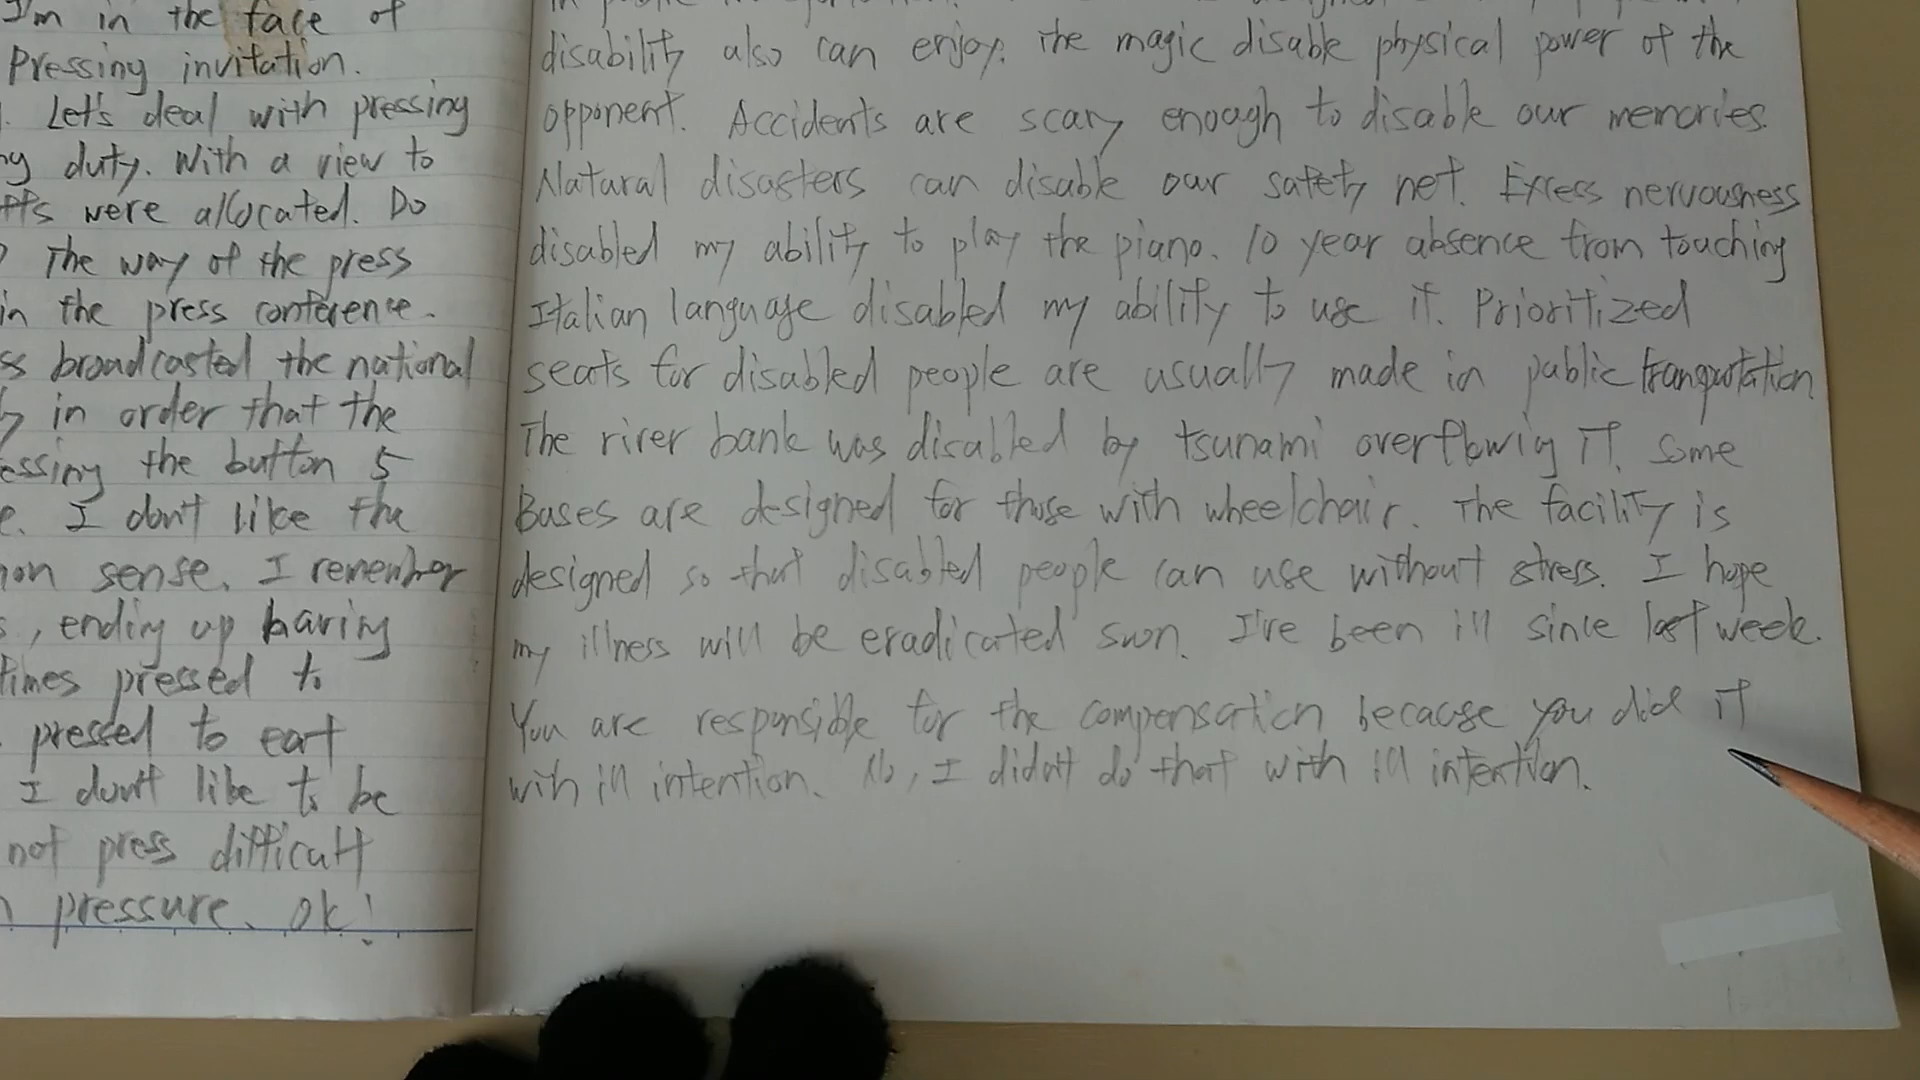 I'm in the face of
pressing invitation.
. Let's deal with pressing
duty. With a view to
were allocated. Do
The way of the press
in the press conference.
broadcasted the national
in order that the
the button 5
I don't like the
sense. I remember
, ending up having
times pressed to
pressed to eat
I don't like to be
not press difficult
pressure. ok!
disability also can enjoy. The magic disable physical power of the
opponent. Accidents are scary enough to disable our memories.
Natural disasters can disable our safety net. Excess nervousness
disabled my ability to play the piano. 10 year absence from touching
Italian language disabled my ability to use it. Prioritized
seats for disabled people are usually made in public
The river bank was disabled by tsunami overflowig it. Some
Buses are designed for those with wheelchair. The facility is
designed so that disabled people can use without stress. I hope
my illness will be eradicated soon. I've been ill since last week.
You are responsible for the compensation because you did it
with ill intention. No, I didn't do that with ill intention.